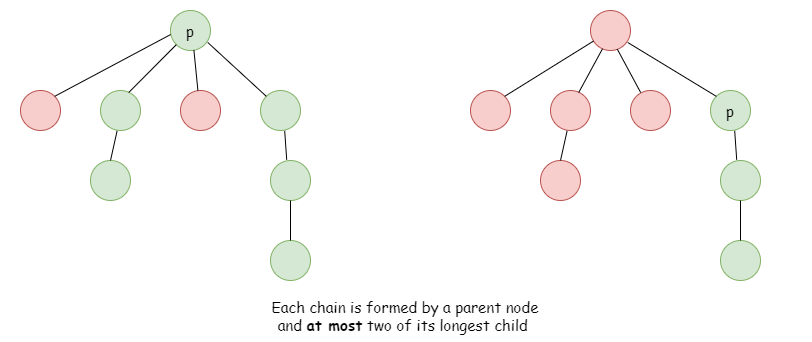 p
p
Each chain is formed by a parent node
and at most two of its longest child